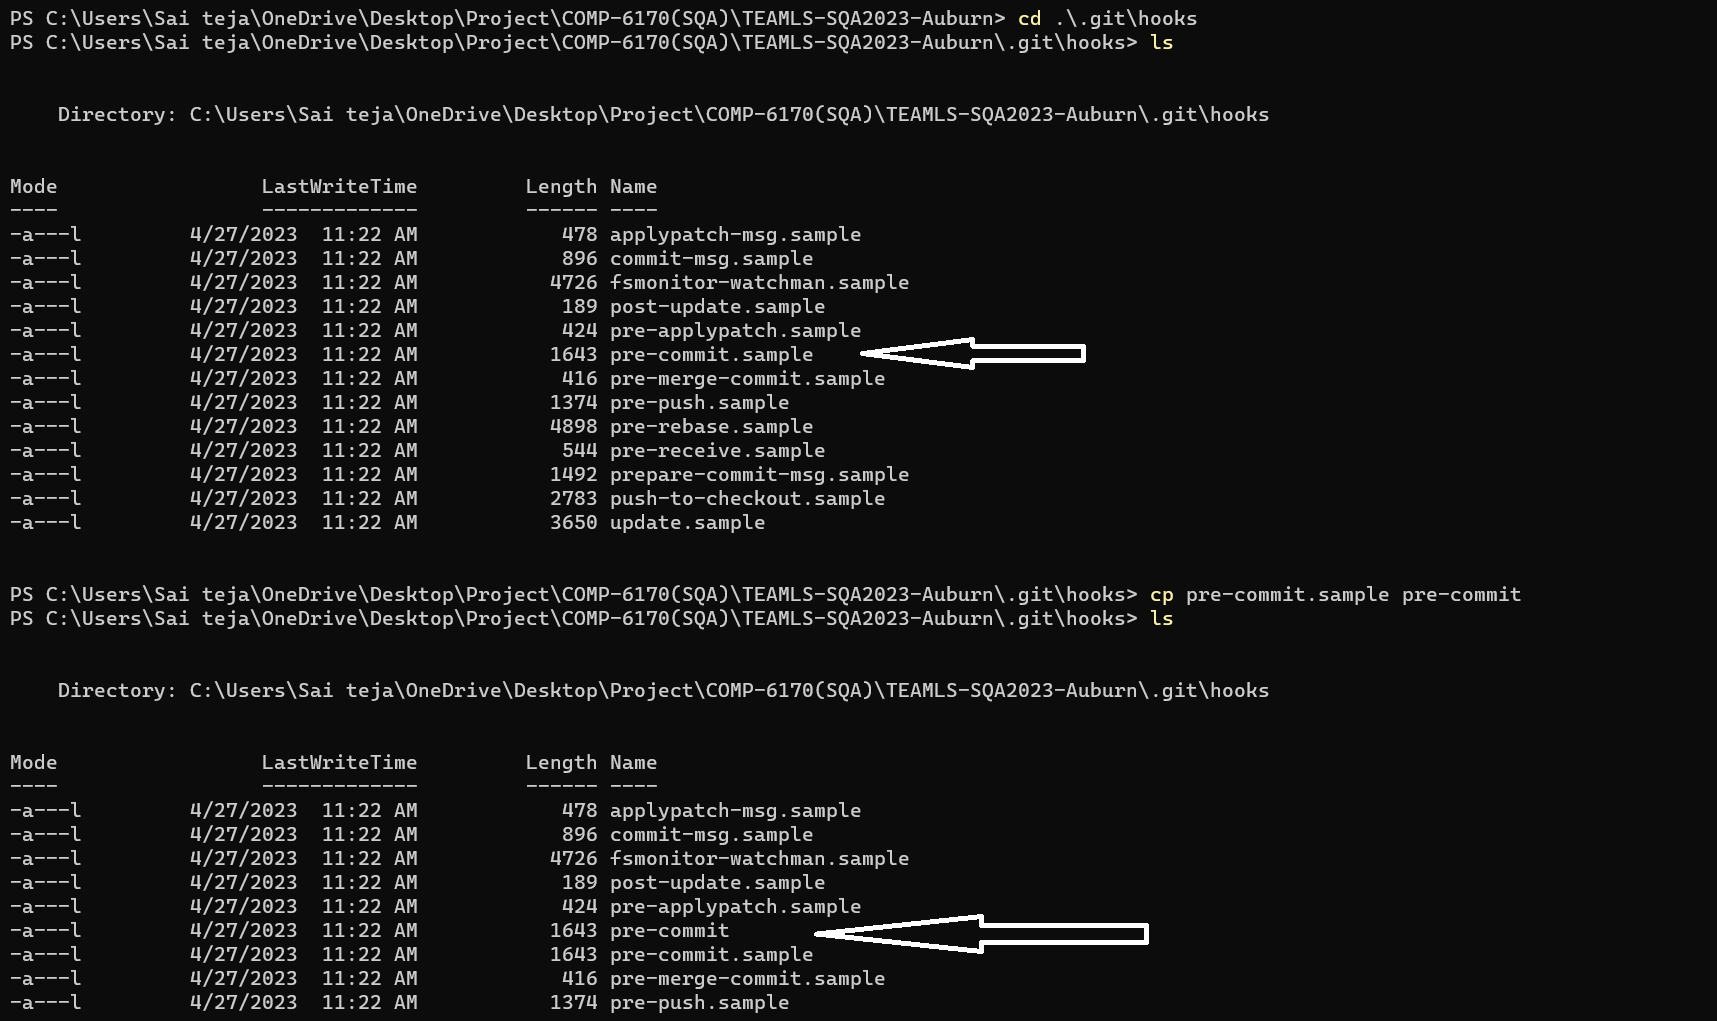 PS C:\Users\Sai teja\OneDrive\Desktop\Project\COMP-6170(SQA)\TEAMLS-SQA2023-Auburn> cd .\.git\hooks
PS C:\Users\Sai teja\OneDrive\Desktop\Project\COMP-6170(SQA)\TEAMLS-SQA2023-Auburn\.git\hooks> ls
Directory: C:\Users\Sai teja\OneDrive\Desktop\Project\COMP-6170(SQA)\TEAMLS-SQA2023-Auburn\.git\hooks
Mode                 LastWriteTime         Length Name
----                 -------------         ------ ----
-a---l         4/27/2023  11:22 AM            478 applypatch-msg.sample
-a---l         4/27/2023  11:22 AM            896 commit-msg.sample
-a---l         4/27/2023  11:22 AM           4726 fsmonitor-watchman.sample
-a---l         4/27/2023  11:22 AM            189 post-update.sample
-a---l         4/27/2023  11:22 AM            424 pre-applypatch.sample
-a---l         4/27/2023  11:22 AM           1643 pre-commit.sample
-a---l         4/27/2023  11:22 AM            416 pre-merge-commit.sample
-a---l         4/27/2023  11:22 AM           1374 pre-push.sample
-a---l         4/27/2023  11:22 AM           4898 pre-rebase.sample
-a---l         4/27/2023  11:22 AM            544 pre-receive.sample
-a---l         4/27/2023  11:22 AM           1492 prepare-commit-msg.sample
-a---l         4/27/2023  11:22 AM           2783 push-to-checkout.sample
-a---l         4/27/2023  11:22 AM           3650 update.sample
PS C:\Users\Sai teja\OneDrive\Desktop\Project\COMP-6170(SQA)\TEAMLS-SQA2023-Auburn\.git\hooks> cp pre-commit.sample pre-commit
PS C:\Users\Sai teja\OneDrive\Desktop\Project\COMP-6170(SQA)\TEAMLS-SQA2023-Auburn\.git\hooks> ls
Directory: C:\Users\Sai teja\OneDrive\Desktop\Project\COMP-6170(SQA)\TEAMLS-SQA2023-Auburn\.git\hooks
Mode                 LastWriteTime         Length Name
----                 -------------         ------ ----
-a---l         4/27/2023  11:22 AM            478 applypatch-msg.sample
-a---l         4/27/2023  11:22 AM            896 commit-msg.sample
-a---l         4/27/2023  11:22 AM           4726 fsmonitor-watchman.sample
-a---l         4/27/2023  11:22 AM            189 post-update.sample
-a---l         4/27/2023  11:22 AM            424 pre-applypatch.sample
-a---l         4/27/2023  11:22 AM           1643 pre-commit
-a---l         4/27/2023  11:22 AM           1643 pre-commit.sample
-a---l         4/27/2023  11:22 AM            416 pre-merge-commit.sample
-a---l         4/27/2023  11:22 AM           1374 pre-push.sample